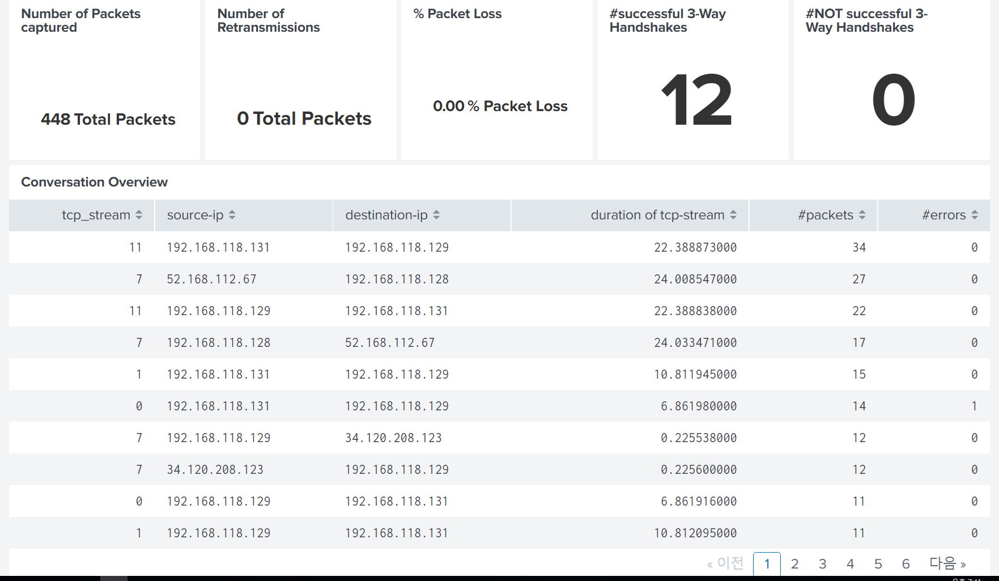 Number of Packets
captured
448 Total Packets
Number of
Retransmissions
0 Total Packets
% Packet Loss
0.00 % Packet Loss
#successful 3-Way
Handshakes
12
#NOT successful 3-
Way Handshakes
0
Conversation Overview
tcp_stream source-ip destination-ip duration of tcp-stream #packets #errors
11 192.168.118.131 192.168.118.129 22.388873000 34 0
7 52.168.112.67 192.168.118.128 24.008547000 27 0
11 192.168.118.129 192.168.118.131 22.388838000 22 0
7 192.168.118.128 52.168.112.67 24.033471000 17 0
1 192.168.118.131 192.168.118.129 10.811945000 15 0
0 192.168.118.131 192.168.118.129 6.861980000 14 1
7 192.168.118.129 34.120.208.123 0.225538000 12 0
7 34.120.208.123 192.168.118.129 0.225600000 12 0
0 192.168.118.129 192.168.118.131 6.861916000 11 0
1 192.168.118.129 192.168.118.131 10.812095000 11 0
« 이전 1 2 3 4 5 6 다음 »